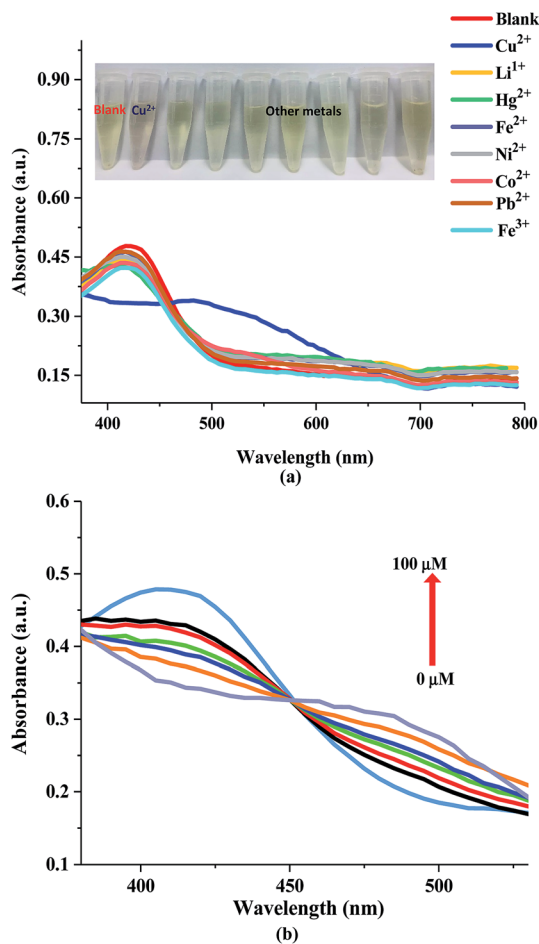 Blank
Cu2+
Li1+
Hg2+
Fe2+
Ni2+
Co2+
Pb2+
Fe3+
Blank Cu2+ Other metals
0.90
0.75
0.60
0.45
0.30
0.15
Absorbance (a.u.)
400 500 600 700 800
Wavelength (nm)
(a)
0.6
0.5
0.4
0.3
0.2
0.1
Absorbance (a.u.)
100 μM
0 μM
400 450 500
Wavelength (nm)
(b)